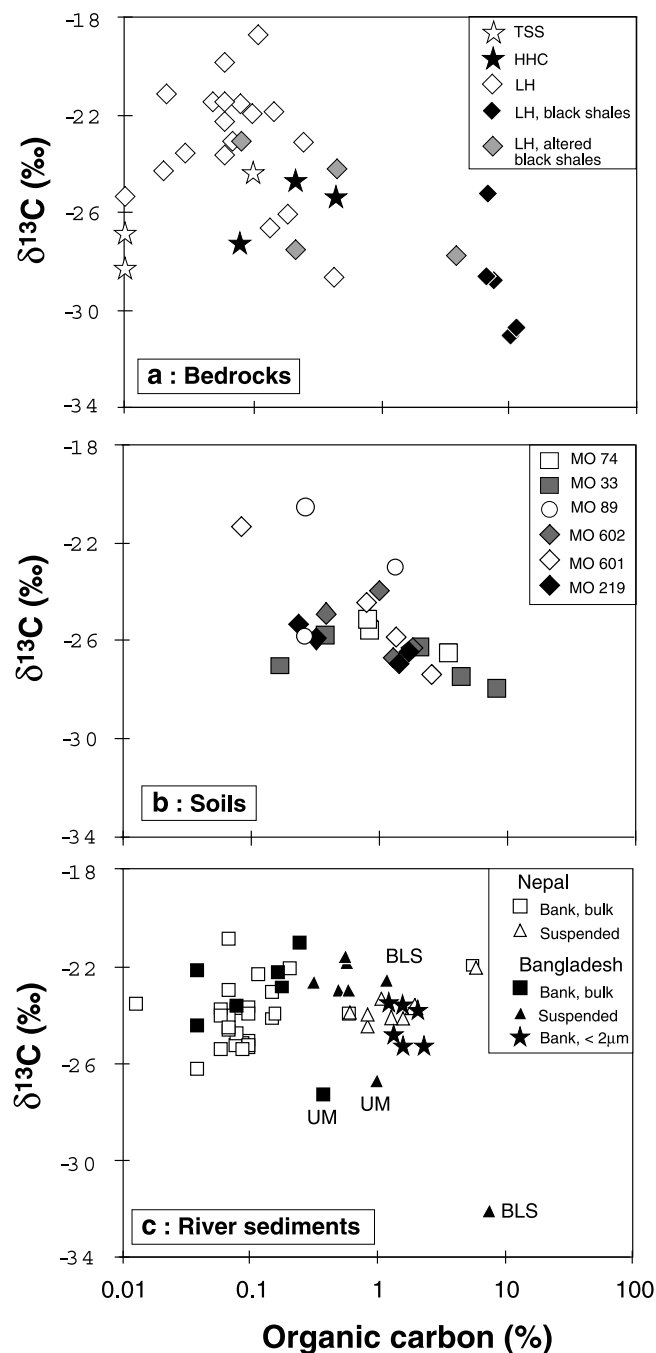 -18
-22
-26
-30
-34
δ¹³C (‰)
TSS
HHC
LH
LH, black shales
LH, altered
black shales
a : Bedrocks
-18
-22
-26
-30
-34
δ¹³C (‰)
MO 74
MO 33
MO 89
MO 602
MO 601
MO 219
b : Soils
-18
-22
-26
-30
-34
δ¹³C (‰)
Nepal
Bank, bulk
Suspended
Bangladesh
Bank, bulk
Suspended
Bank, < 2μm
BLS
UM
UM
BLS
c : River sediments
0.01
0.1
1
10
100
Organic carbon (%)